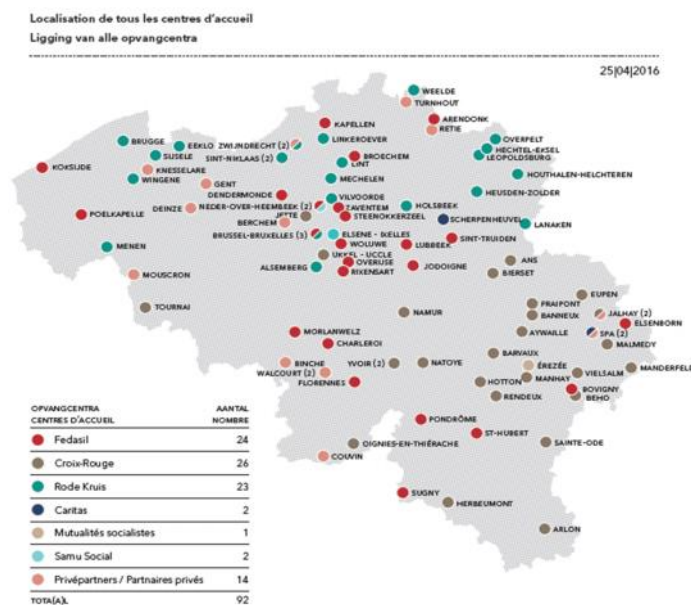 Localisation de tous les centres d'accueil
Ligging van alle opvangcentra
25|04|2016
WEELDE
TURNHOUT
KAPELLEN
ARENDONK
RETIE
BRUGGE
EEKLO
ZWIJNDRECHT (2)
LINKEROEVER
OVERPELT
HECHTEL-EKSEL
LEOPOLDSBURG
SIJSELE
SINT-NIKLAAS (2)
BROECHEM
LINT
KOKSIJDE
KNESSELARE
WINGENE
GENT
MECHELEN
HOUTHALEN-HELCHTEREN
DENDERMONDE
HEUSDEN-ZOLDER
VILVOORDE
DEINZE
NEDER-OVER-HEEMBEEK (2)
ZAVENTEM
HOLSBEEK
POELKAPELLE
JETTE
STEENOKKERZEEL
SCHERPENHEUVEL
BERCHEM
LANAKEN
BRUSSEL-BRUXELLES (3)
ELSENE - IXELLES
SINT-TRUIDEN
MENEN
WOLUWE
LUBBEEK
UKKEL - UCCLE
ALSEMBERG
OVERIJSE
JODOIGNE
ANS
RIXENSART
BIERSET
MOUSCRON
EUPEN
TOURNAI
FRAIPONT
NAMUR
BANNEUX
JALHAY (2)
ELSENBORN
MORLANWELZ
AYWAILLE
SPA (2)
CHARLEROI
MALMEDY
BARVAUX
BINCHE
YVOIR (2)
NATOYE
ÉREZÉE
MANDERFELD
WALCOURT (2)
MANHAY
VIELSALM
FLORENNES
HOTTON
BOVIGNY
RENDEUX
BEHO
PONDRÔME
ST-HUBERT
OIGNIES-EN-THIÉRACHE
SAINTE-ODE
COUVIN
SUGNY
HERBEUMONT
ARLON
OPVANGCENTRA AANTAL
CENTRES D'ACCUEIL NOMBRE
Fedasil 24
Croix-Rouge 26
Rode Kruis 23
Caritas 2
Mutualités socialistes 1
Samu Social 2
Privépartners / Partnaires privés 14
TOTA(A)L 92